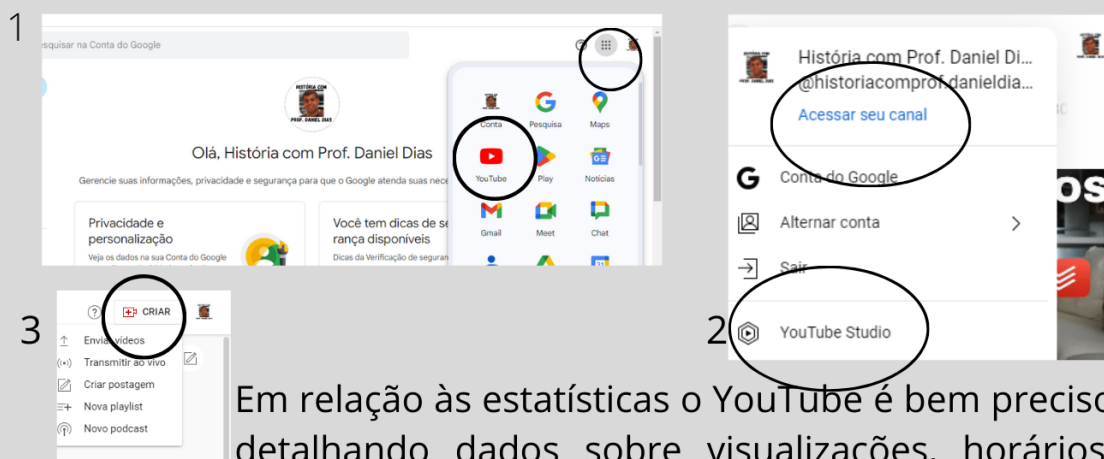 1
esquisar na Conta do Google
HISTÓRIA COM
PROF. DANIEL DIAS
Olá, História com Prof. Daniel Dias
Gerencie suas informações, privacidade e segurança para que o Google atenda suas nece
Privacidade e
personalização
Veja os dados na sua Conta do Google
Você tem dicas de se
rança disponíveis
Dicas da Verificação de seguran
Conta
Pesquisa
Maps
YouTube
Play
Notícias
Gmail
Meet
Chat
História com Prof. Daniel Di...
@historiacomprof.danieldia...
Acessar seu canal
Conta do Google
Alternar conta
Sair
2
YouTube Studio
OS
3
CRIAR
Enviar vídeos
Transmitir ao vivo
Criar postagem
Nova playlist
Novo podcast
Em relação às estatísticas o YouTube é bem preciso
detalhando dados sobre visualizações, horários